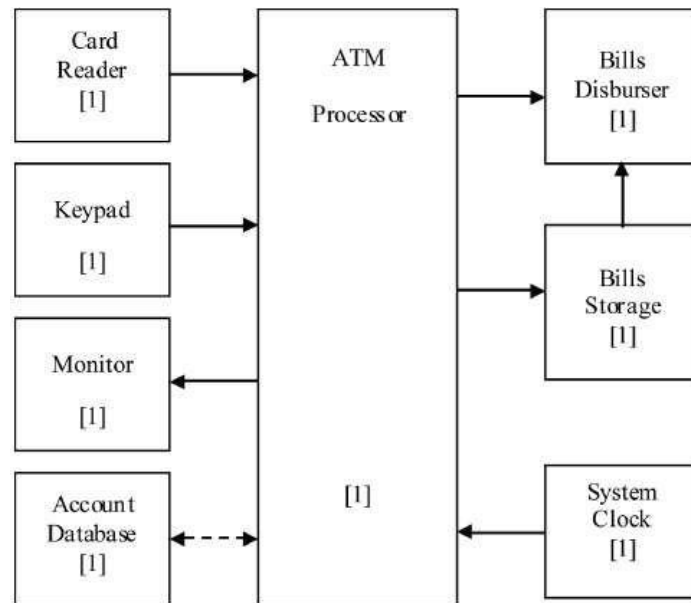 Card
Reader
[1]
ATM
Processor
[1]
Bills
Disburser
[1]
Keypad
[1]
Bills
Storage
[1]
Monitor
[1]
Account
Database
[1]
System
Clock
[1]